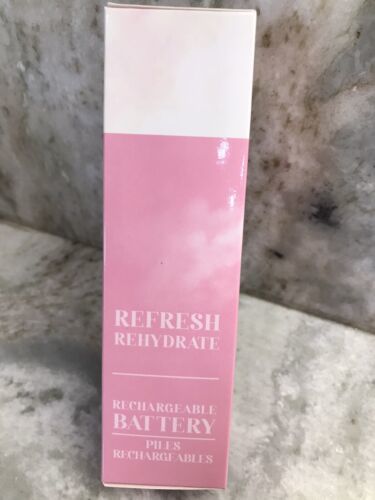 REFRESH
REHYDRATE
RECHARGEABLE
BATTERY
PILES
RECHARGEABLES